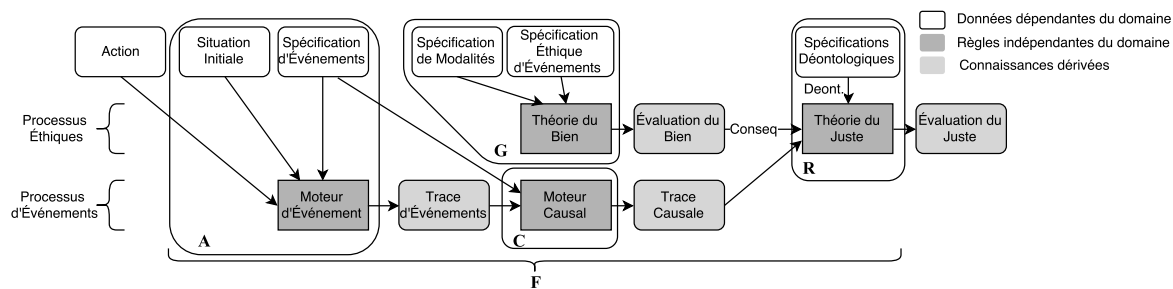 Données dépendantes du domaine
Règles indépendantes du domaine
Connaissances dérivées
Action
Situation
Initiale
Spécification
d'Événements
Spécification
de Modalités
Spécification
Éthique
d'Événements
Spécifications
Déontologiques
Deont.
Processus
Éthiques
Théorie du
Bien
Évaluation du
Bien
Conseq
Théorie du
Juste
Évaluation du
Juste
G
R
Processus
d'Événements
Moteur
d'Événement
Trace
d'Événements
Moteur
Causal
Trace
Causale
A
C
F